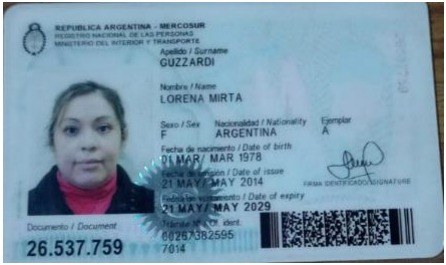 REPUBLICA ARGENTINA - MERCOSUR
REGISTRO NACIONAL DE LAS PERSONAS
MINISTERIO DEL INTERIOR Y TRANSPORTE
Apellido / Surname
GUZZARDI
Nombre / Name
LORENA MIRTA
Sexo / Sex Nacionalidad / Nationality Ejemplar
F ARGENTINA A
Fecha de nacimiento / Date of birth
01 MAR/ MAR 1978
Fecha de emisión / Date of issue
21 MAY/ MAY 2014
FIRMA IDENTIFICADO / SIGNATURE
Fecha de vencimiento / Date of expiry
21 MAY/ MAY 2029
Documento / Document
26.537.759
Trámite Nº / Of. ident.
00267382595
7014